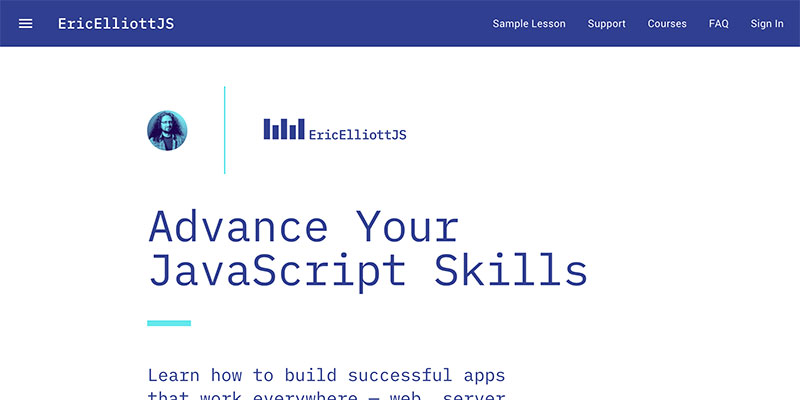 EricElliottJS
Sample Lesson Support Courses FAQ Sign In
EricElliottJS
Advance Your
JavaScript Skills
Learn how to build successful apps
that work everywhere — web, server